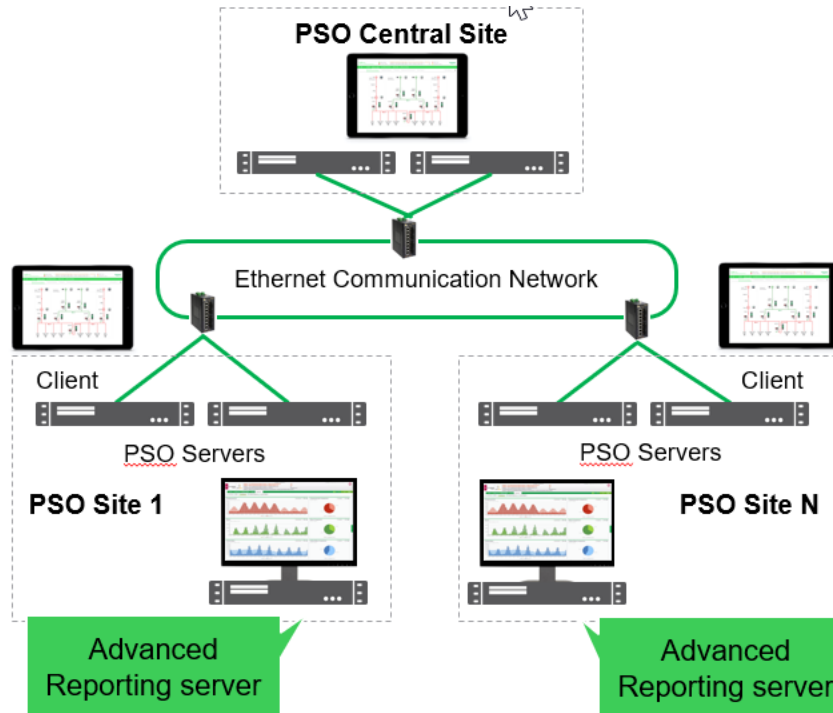 PSO Central Site
Ethernet Communication Network
Client
PSO Servers
PSO Site 1
Client
PSO Servers
PSO Site N
Advanced
Reporting server
Advanced
Reporting server